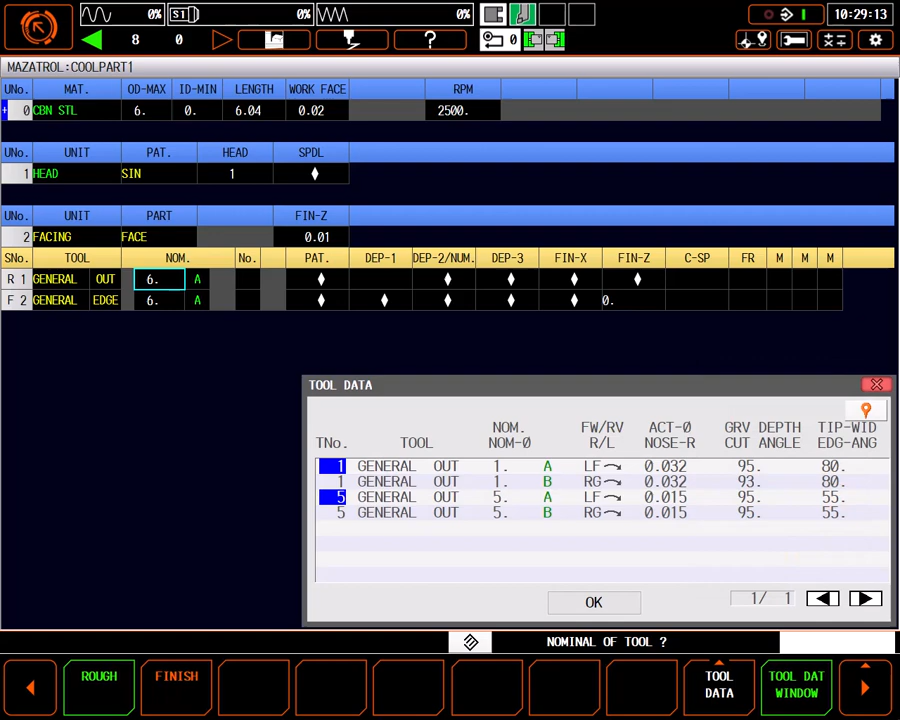 0% S1 0% 0% 10:29:13
8 0 ? 0
MAZATROL:COOLPART1
UNo. MAT. OD-MAX ID-MIN LENGTH WORK FACE RPM
+ 0 CBN STL 6. 0. 6.04 0.02 2500.
UNo. UNIT PAT. HEAD SPDL
1 HEAD SIN 1 ♦
UNo. UNIT PART FIN-Z
2 FACING FACE 0.01
SNo. TOOL NOM. No. PAT. DEP-1 DEP-2/NUM. DEP-3 FIN-X FIN-Z C-SP FR M M M
R 1 GENERAL OUT 6. A ♦ ♦ ♦ ♦ ♦
F 2 GENERAL EDGE 6. A ♦ ♦ ♦ ♦ ♦ 0.
TOOL DATA
NOM. FW/RV ACT-0 GRV DEPTH TIP-WID
TNo. TOOL NOM-0 R/L NOSE-R CUT ANGLE EDG-ANG
1 GENERAL OUT 1. A LF 0.032 95. 80.
1 GENERAL OUT 1. B RG 0.032 93. 80.
5 GENERAL OUT 5. A LF 0.015 95. 55.
5 GENERAL OUT 5. B RG 0.015 95. 55.
OK 1/ 1
NOMINAL OF TOOL ?
ROUGH FINISH TOOL DATA TOOL DAT WINDOW